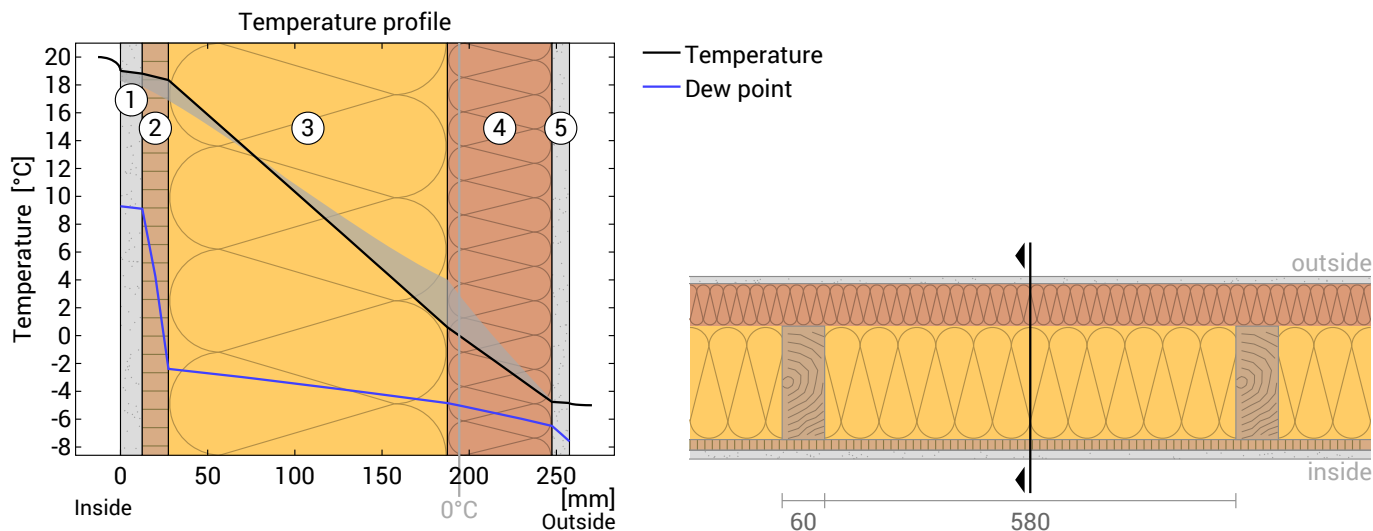 Temperature profile
Temperature
Dew point
Temperature [°C]
20
18
16
14
12
10
8
6
4
2
0
-2
-4
-6
-8
1
2
3
4
5
0 50 100 150 200 250
[mm]
Inside
0°C
Outside
outside
inside
60 580